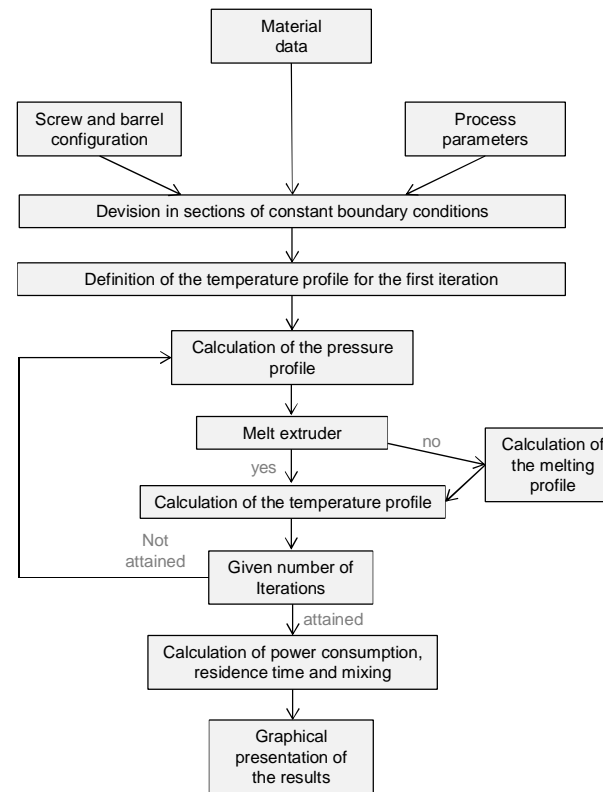 Material
data
Screw and barrel
configuration
Process
parameters
Devision in sections of constant boundary conditions
Definition of the temperature profile for the first iteration
Calculation of the pressure
profile
Melt extruder
no
Calculation of
the melting
profile
yes
Calculation of the temperature profile
Not
attained
Given number of
Iterations
attained
Calculation of power consumption,
residence time and mixing
Graphical
presentation of
the results